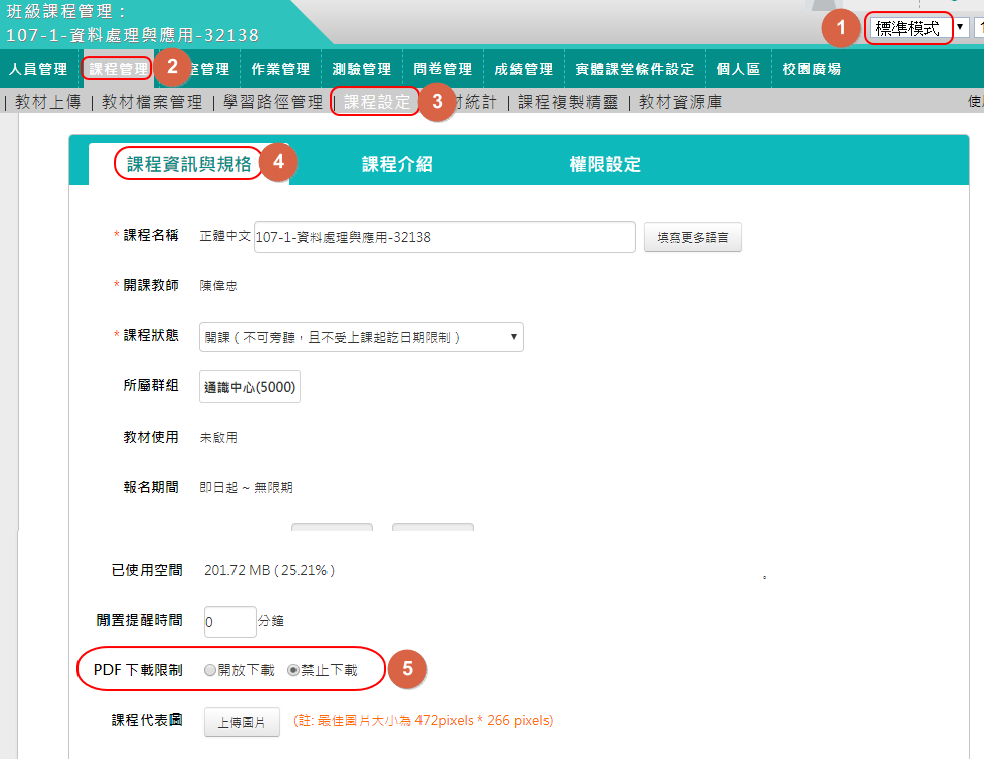 班級課程管理：
107-1-資料處理與應用-32138
1 標準模式
人員管理 課程管理 2 室管理 作業管理 測驗管理 問卷管理 成績管理 實體課堂條件設定 個人區 校園廣場
| 教材上傳 | 教材檔案管理 | 學習路徑管理 | 課程設定 3 材統計 | 課程複製精靈 | 教材資源庫
課程資訊與規格 4 課程介紹 權限設定
* 課程名稱 正體中文 107-1-資料處理與應用-32138 填寫更多語言
* 開課教師 陳偉忠
* 課程狀態 開課 ( 不可旁聽，且不受上課起訖日期限制 )
所屬群組 通識中心(5000)
教材使用 未啟用
報名期間 即日起 ~ 無限期
已使用空間 201.72 MB ( 25.21% )
閒置提醒時間 0 分鐘
PDF 下載限制 開放下載 禁止下載 5
課程代表圖 上傳圖片 (註: 最佳圖片大小為 472pixels * 266 pixels)